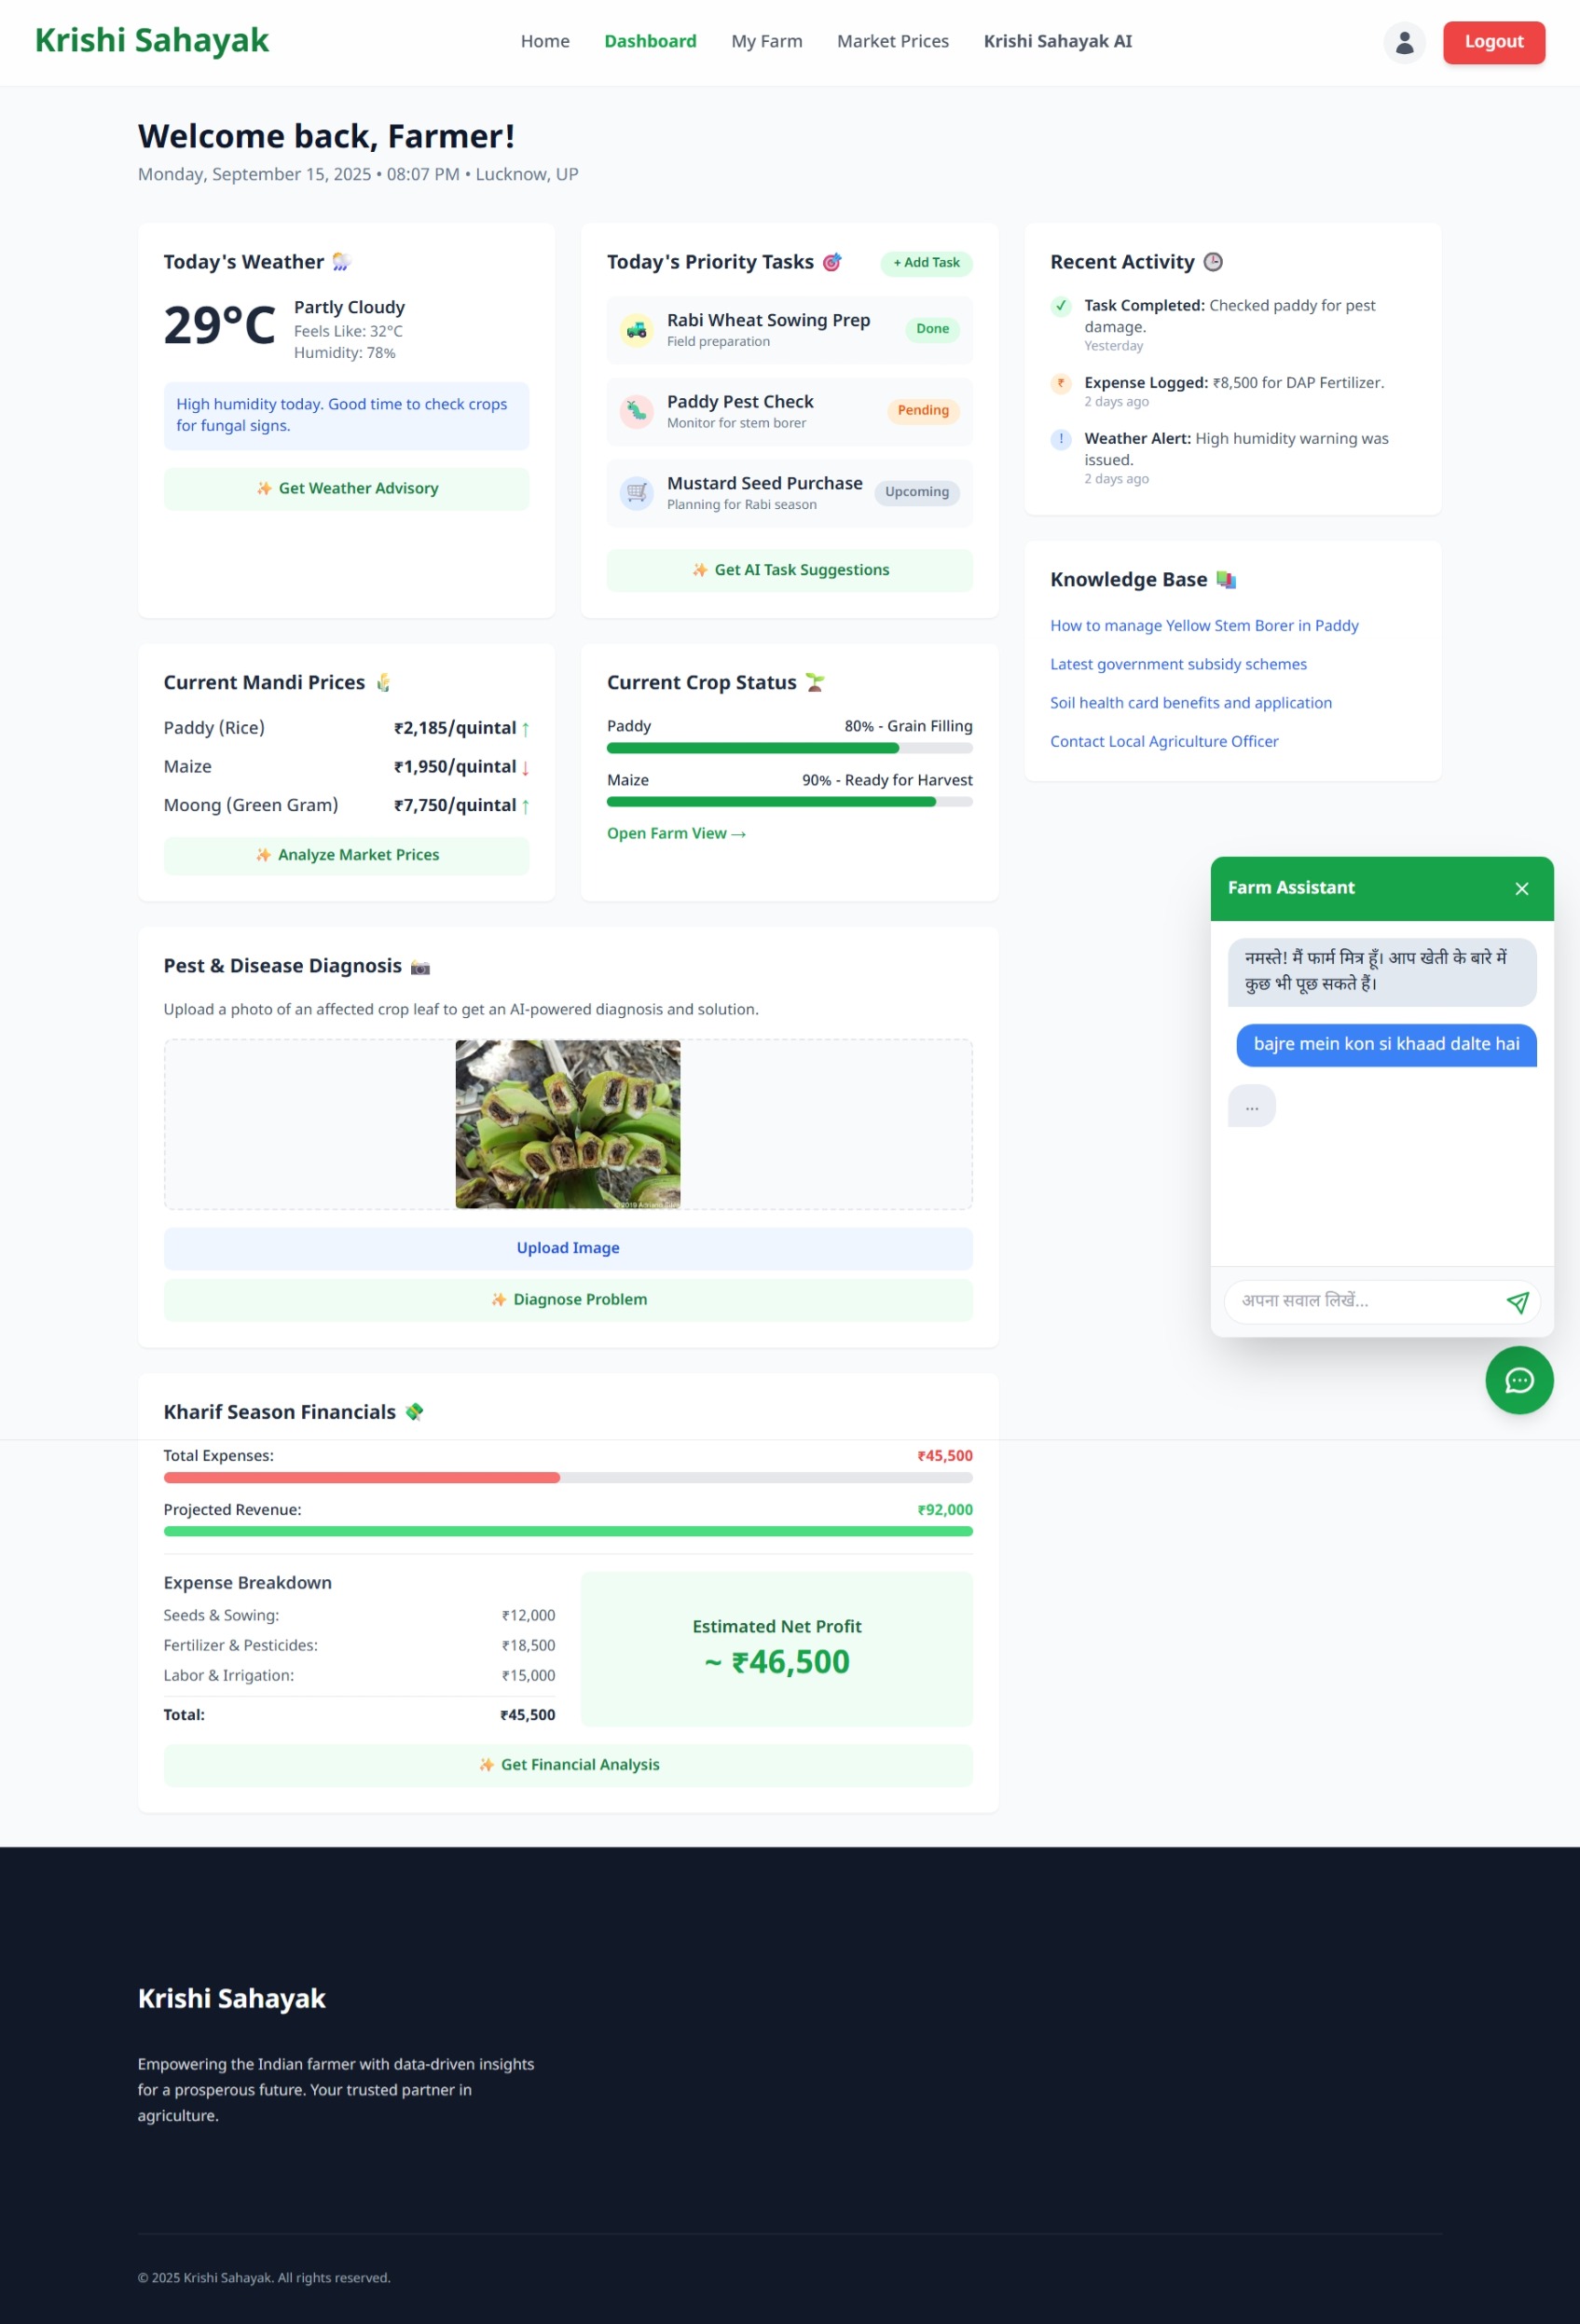 Krishi Sahayak
Home
Dashboard
My Farm
Market Prices
Krishi Sahayak AI
Logout
Welcome back, Farmer!
Monday, September 15, 2025 • 08:07 PM • Lucknow, UP
Today's Weather
29°C
Partly Cloudy
Feels Like: 32°C
Humidity: 78%
High humidity today. Good time to check crops
for fungal signs.
Get Weather Advisory
Today's Priority Tasks
+ Add Task
Rabi Wheat Sowing Prep
Field preparation
Done
Paddy Pest Check
Monitor for stem borer
Pending
Mustard Seed Purchase
Planning for Rabi season
Upcoming
Get AI Task Suggestions
Recent Activity
✓
Task Completed: Checked paddy for pest
damage.
Yesterday
₹
Expense Logged: ₹8,500 for DAP Fertilizer.
2 days ago
!
Weather Alert: High humidity warning was
issued.
2 days ago
Knowledge Base
How to manage Yellow Stem Borer in Paddy
Latest government subsidy schemes
Soil health card benefits and application
Contact Local Agriculture Officer
Current Mandi Prices
Paddy (Rice) ₹2,185/quintal ↑
Maize ₹1,950/quintal ↓
Moong (Green Gram) ₹7,750/quintal ↑
Analyze Market Prices
Current Crop Status
Paddy 80% - Grain Filling
Maize 90% - Ready for Harvest
Open Farm View →
Pest & Disease Diagnosis
Upload a photo of an affected crop leaf to get an AI-powered diagnosis and solution.
Upload Image
Diagnose Problem
Farm Assistant
नमस्ते! मैं फार्म मित्र हूँ। आप खेती के बारे में
कुछ भी पूछ सकते हैं।
bajre mein kon si khaad dalte hai
...
अपना सवाल लिखें...
Kharif Season Financials
Total Expenses: ₹45,500
Projected Revenue: ₹92,000
Expense Breakdown
Seeds & Sowing: ₹12,000
Fertilizer & Pesticides: ₹18,500
Labor & Irrigation: ₹15,000
Total: ₹45,500
Estimated Net Profit
~ ₹46,500
Get Financial Analysis
Krishi Sahayak
Empowering the Indian farmer with data-driven insights
for a prosperous future. Your trusted partner in
agriculture.
© 2025 Krishi Sahayak. All rights reserved.